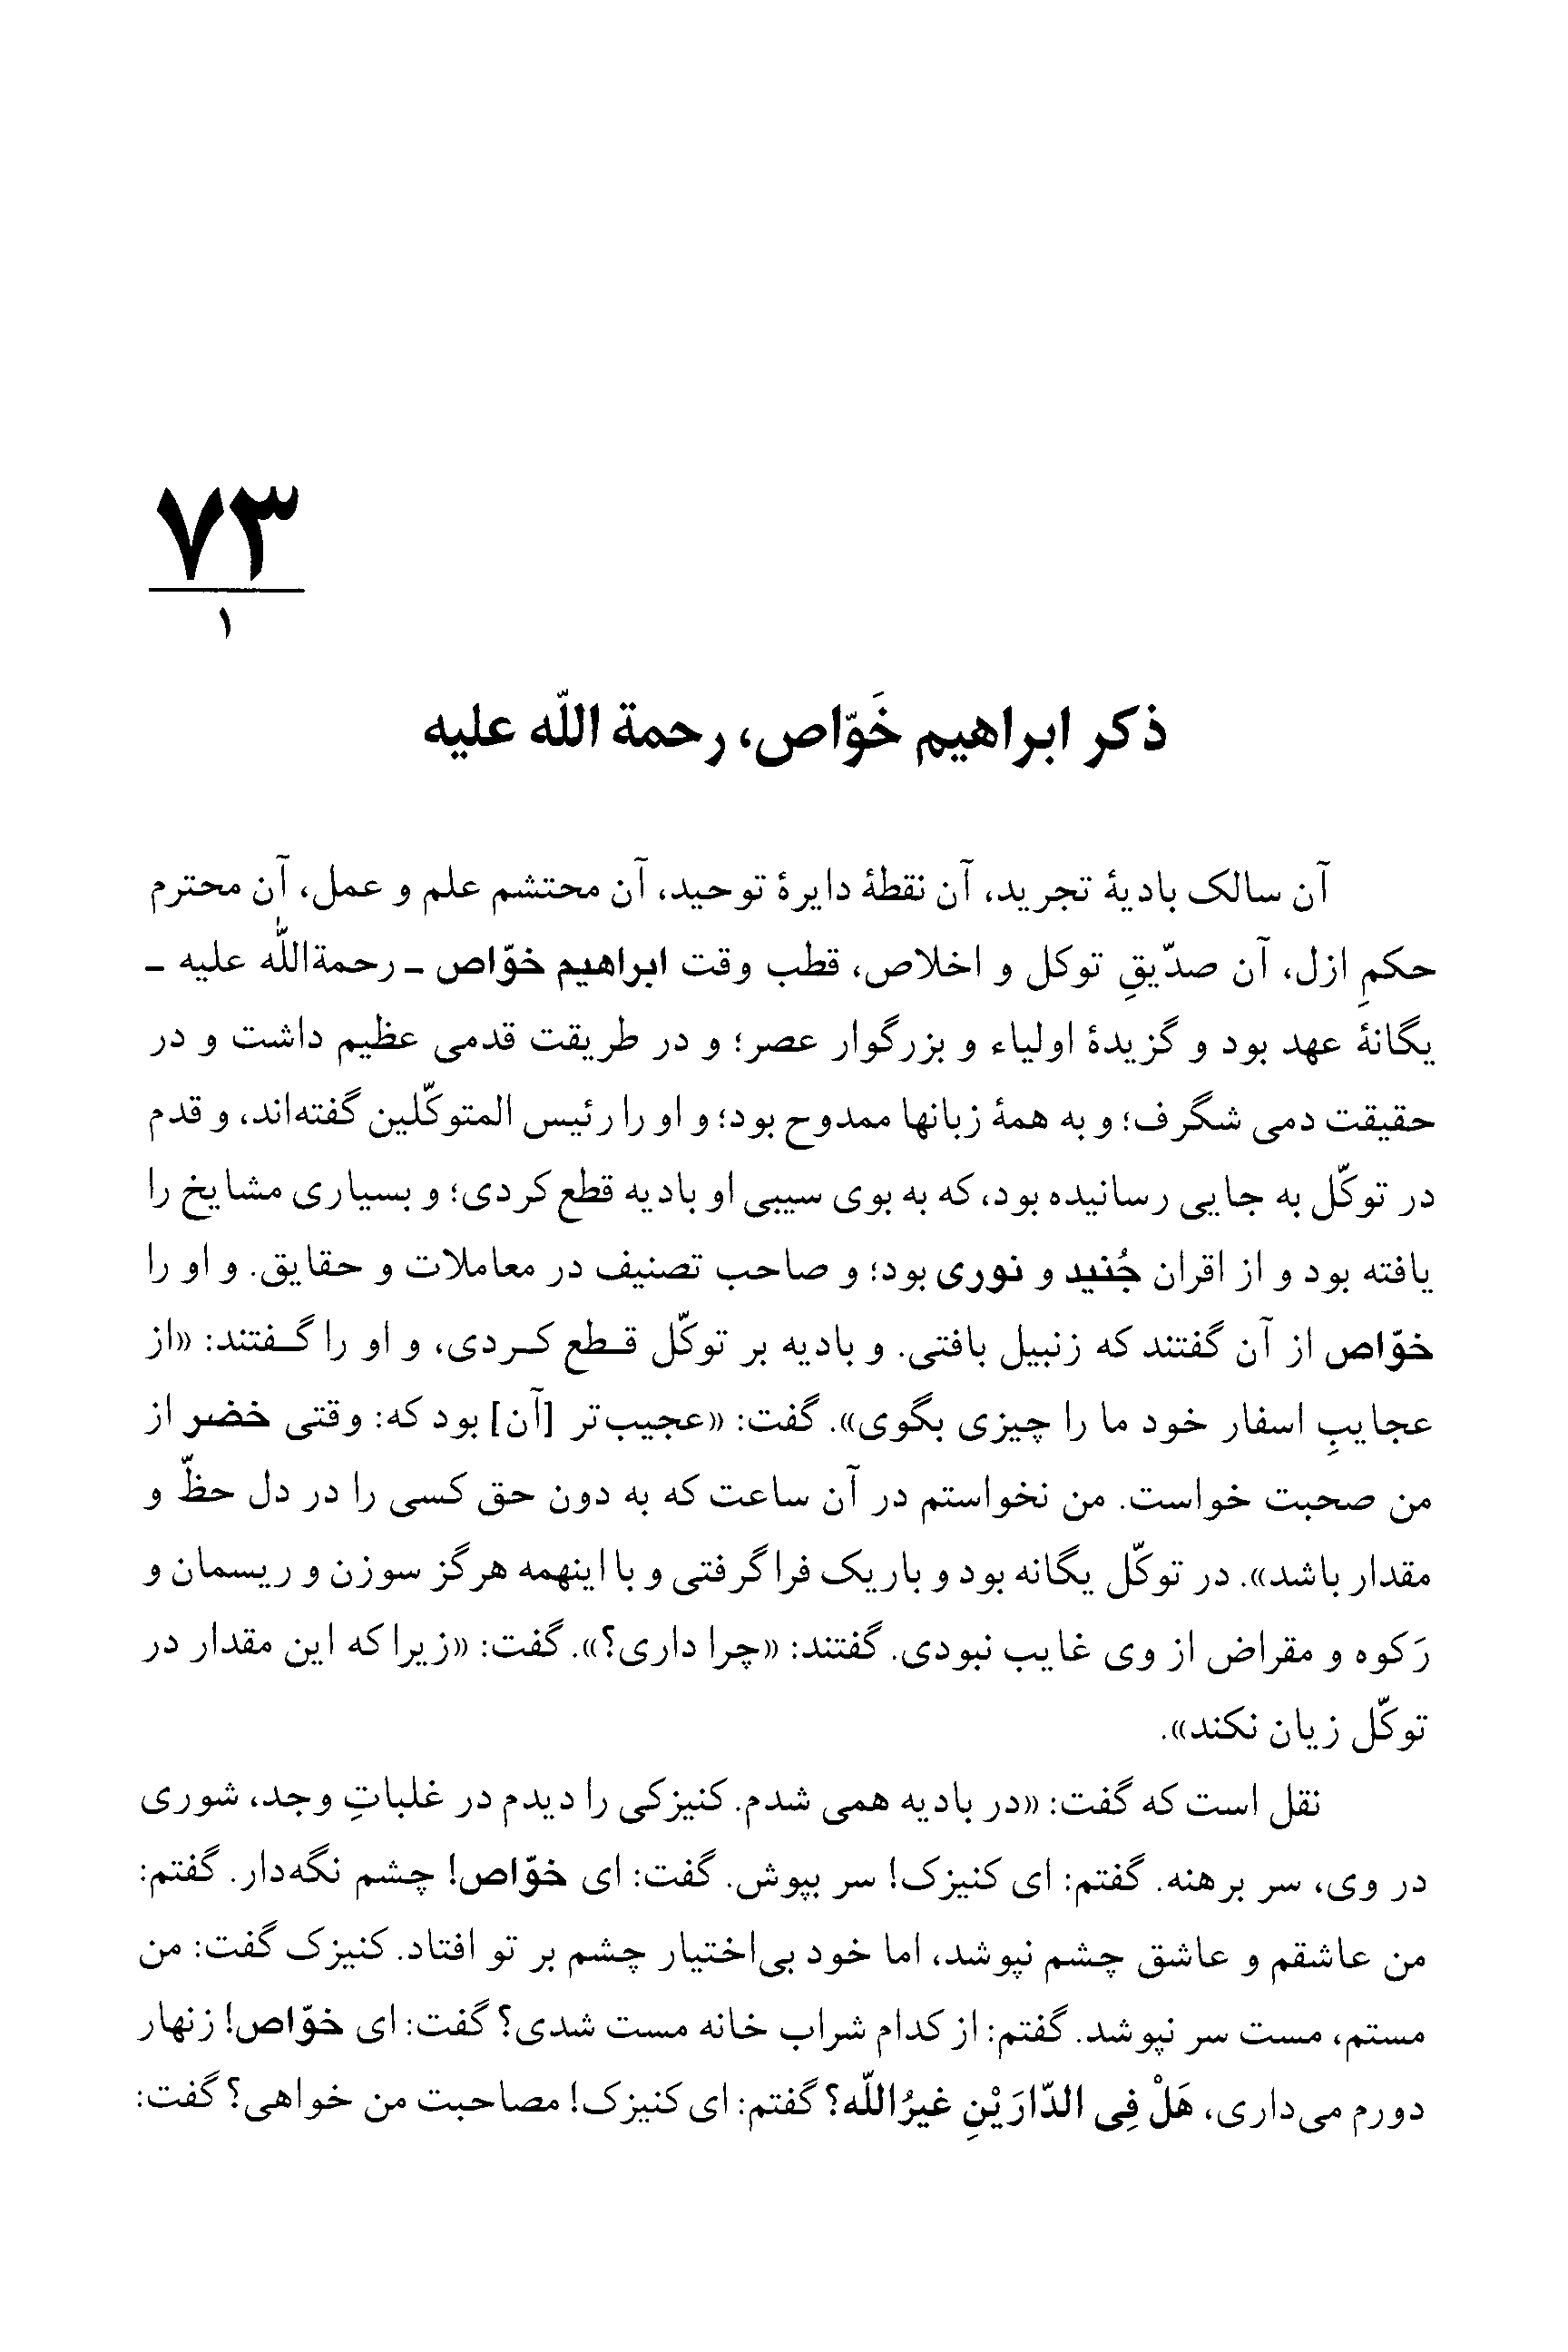 ۷۳
۱
ذکر ابراهیم خَوّاص، رحمة اللّه علیه
آن سالک بادیهٔ تجرید، آن نقطهٔ دایرهٔ توحید، آن محتشم علم و عمل، آن محترم
حکمِ ازل، آن صدّیقِ توکل و اخلاص، قطب وقت ابراهیم خوّاص ـ رحمةاللّٰه علیه ـ
یگانهٔ عهد بود و گزیدهٔ اولیاء و بزرگوار عصر؛ و در طریقت قدمی عظیم داشت و در
حقیقت دمی شگرف؛ و به همهٔ زبانها ممدوح بود؛ و او را رئیس المتوکّلین گفته‌اند، و قدم
در توکّل به جایی رسانیده بود، که به بوی سیبی او بادیه قطع کردی؛ و بسیاری مشایخ را
یافته بود و از اقران جُنید و نوری بود؛ و صاحب تصنیف در معاملات و حقایق. و او را
خوّاص از آن گفتند که زنبیل بافتی. و بادیه بر توکّل قطع کردی، و او را گفتند: «از
عجایبِ اسفار خود ما را چیزی بگوی». گفت: «عجیب‌تر [آن] بود که: وقتی خضر از
من صحبت خواست. من نخواستم در آن ساعت که به دون حق کسی را در دل حظّ و
مقدار باشد». در توکّل یگانه بود و باریک فرا گرفتی و با اینهمه هرگز سوزن و ریسمان و
رَکوه و مقراض از وی غایب نبودی. گفتند: «چرا داری؟». گفت: «زیرا که این مقدار در
توکّل زیان نکند».
نقل است که گفت: «در بادیه همی شدم. کنیزکی را دیدم در غلباتِ وجد، شوری
در وی، سر برهنه. گفتم: ای کنیزک! سر بپوش. گفت: ای خوّاص! چشم نگه‌دار. گفتم:
من عاشقم و عاشق چشم نپوشد، اما خود بی‌اختیار چشم بر تو افتاد. کنیزک گفت: من
مستم، مست سر نپوشد. گفتم: از کدام شراب خانه مست شدی؟ گفت: ای خوّاص! زنهار
دورم می‌داری، هَلْ فِی الدّارَیْنِ غیرُاللّه؟ گفتم: ای کنیزک! مصاحبت من خواهی؟ گفت: